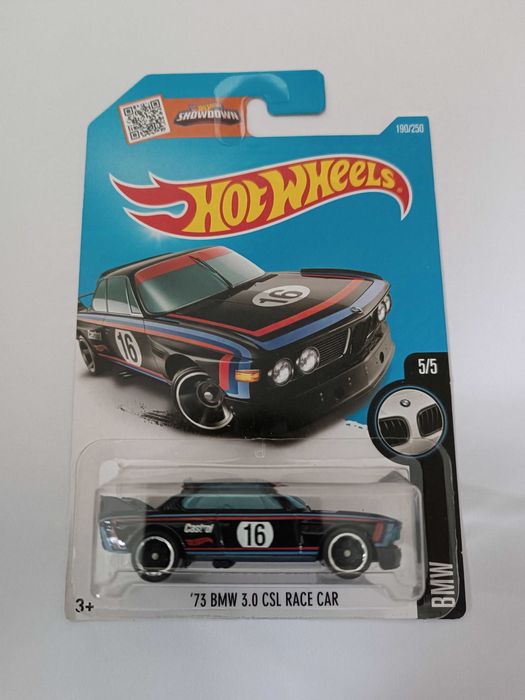 SHOWDOWN
190/250
HOT WHEELS
16
16
5/5
Castrol
16
'73 BMW 3.0 CSL RACE CAR
3+
BMW